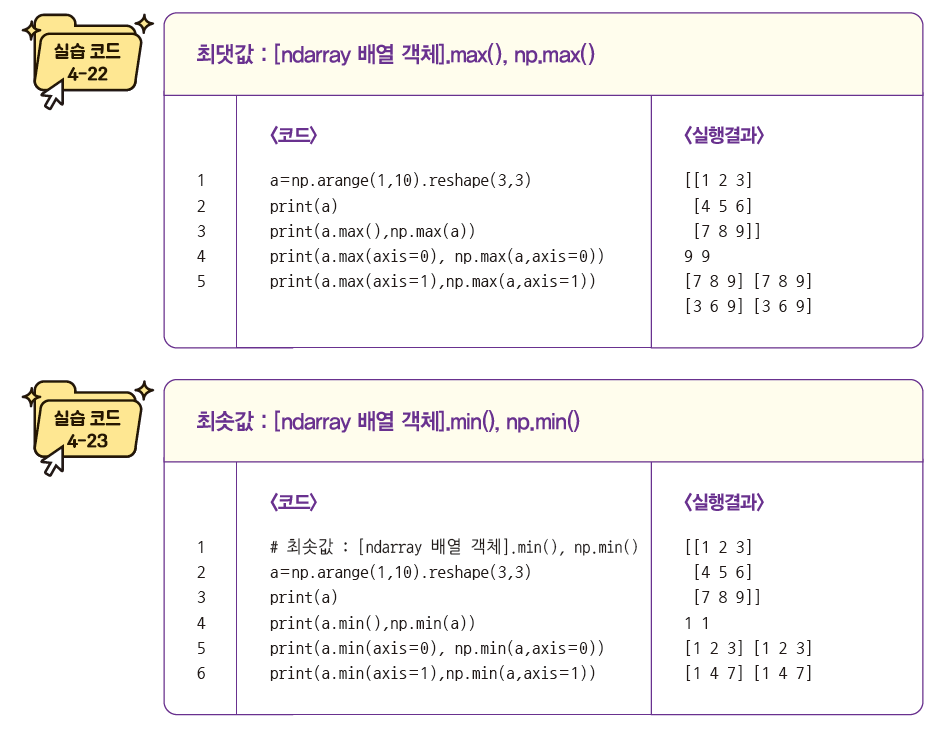 실습 코드
4-22
최댓값 : [ndarray 배열 객체].max(), np.max()
<코드>
<실행결과>
1 a=np.arange(1,10).reshape(3,3) [[1 2 3]
2 print(a) [4 5 6]
3 print(a.max(),np.max(a)) [7 8 9]]
4 print(a.max(axis=0), np.max(a,axis=0)) 9 9
5 print(a.max(axis=1),np.max(a,axis=1)) [7 8 9] [7 8 9]
[3 6 9] [3 6 9]
실습 코드
4-23
최솟값 : [ndarray 배열 객체].min(), np.min()
<코드>
<실행결과>
1 # 최솟값 : [ndarray 배열 객체].min(), np.min() [[1 2 3]
2 a=np.arange(1,10).reshape(3,3) [4 5 6]
3 print(a) [7 8 9]]
4 print(a.min(),np.min(a)) 1 1
5 print(a.min(axis=0), np.min(a,axis=0)) [1 2 3] [1 2 3]
6 print(a.min(axis=1),np.min(a,axis=1)) [1 4 7] [1 4 7]